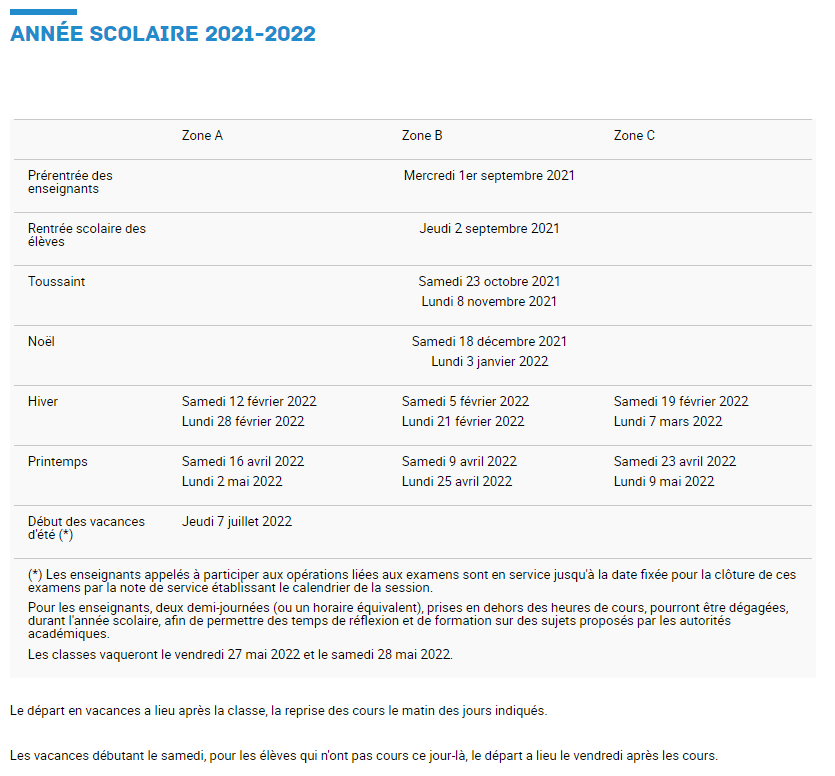 ANNÉE SCOLAIRE 2021-2022
Zone A Zone B Zone C
Prérentrée des
enseignants
Mercredi 1er septembre 2021
Rentrée scolaire des
élèves
Jeudi 2 septembre 2021
Toussaint
Samedi 23 octobre 2021
Lundi 8 novembre 2021
Noël
Samedi 18 décembre 2021
Lundi 3 janvier 2022
Hiver
Samedi 12 février 2022 Samedi 5 février 2022 Samedi 19 février 2022
Lundi 28 février 2022 Lundi 21 février 2022 Lundi 7 mars 2022
Printemps
Samedi 16 avril 2022 Samedi 9 avril 2022 Samedi 23 avril 2022
Lundi 2 mai 2022 Lundi 25 avril 2022 Lundi 9 mai 2022
Début des vacances
d'été (*)
Jeudi 7 juillet 2022
(*) Les enseignants appelés à participer aux opérations liées aux examens sont en service jusqu'à la date fixée pour la clôture de ces
examens par la note de service établissant le calendrier de la session.
Pour les enseignants, deux demi-journées (ou un horaire équivalent), prises en dehors des heures de cours, pourront être dégagées,
durant l'année scolaire, afin de permettre des temps de réflexion et de formation sur des sujets proposés par les autorités
académiques.
Les classes vaqueront le vendredi 27 mai 2022 et le samedi 28 mai 2022.
Le départ en vacances a lieu après la classe, la reprise des cours le matin des jours indiqués.
Les vacances débutant le samedi, pour les élèves qui n'ont pas cours ce jour-là, le départ a lieu le vendredi après les cours.